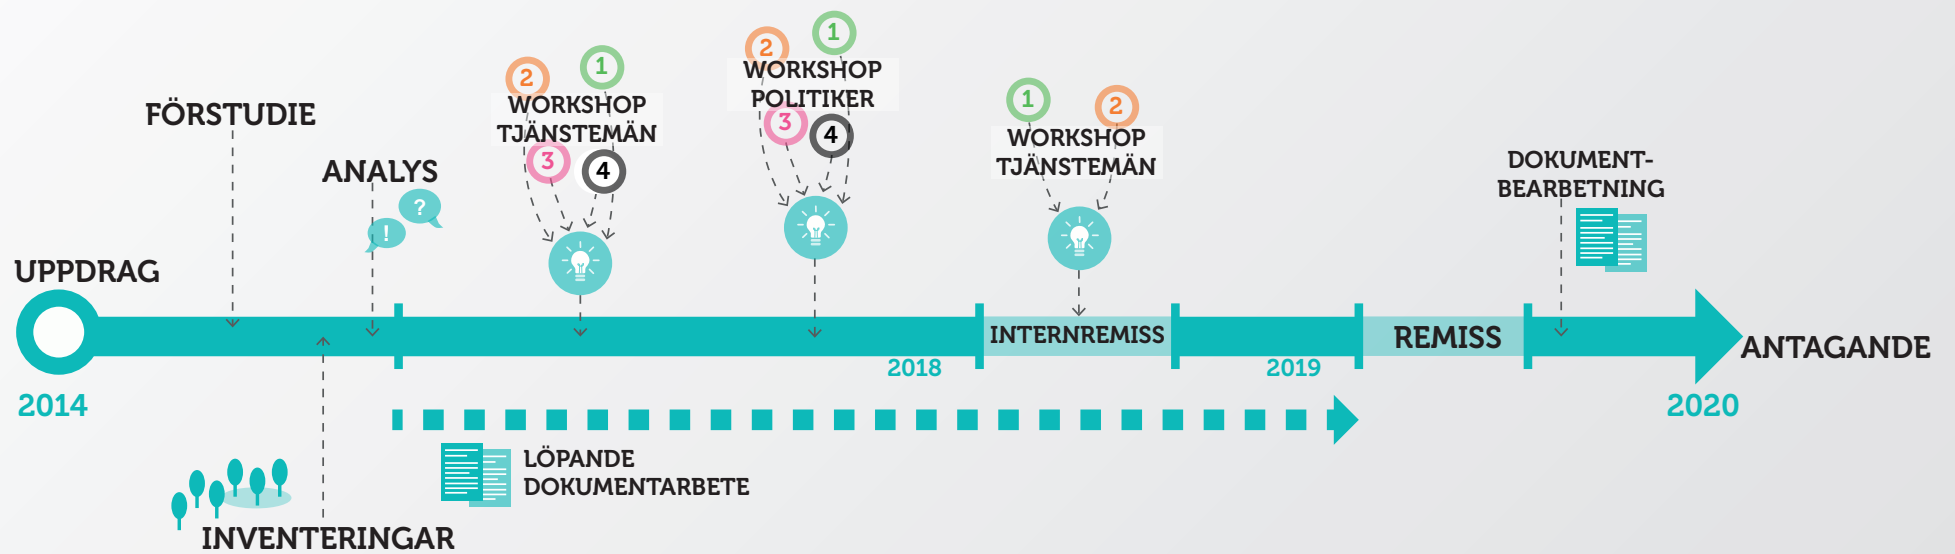 UPPDRAG
2014
FÖRSTUDIE
INVENTERINGAR
ANALYS
?
!
2
1
WORKSHOP
TJÄNSTEMÄN
3
4
2
1
WORKSHOP
POLITIKER
3
4
1
2
WORKSHOP
TJÄNSTEMÄN
DOKUMENT-
BEARBETNING
INTERNREMISS
REMISS
ANTAGANDE
2018
2019
2020
LÖPANDE
DOKUMENTARBETE